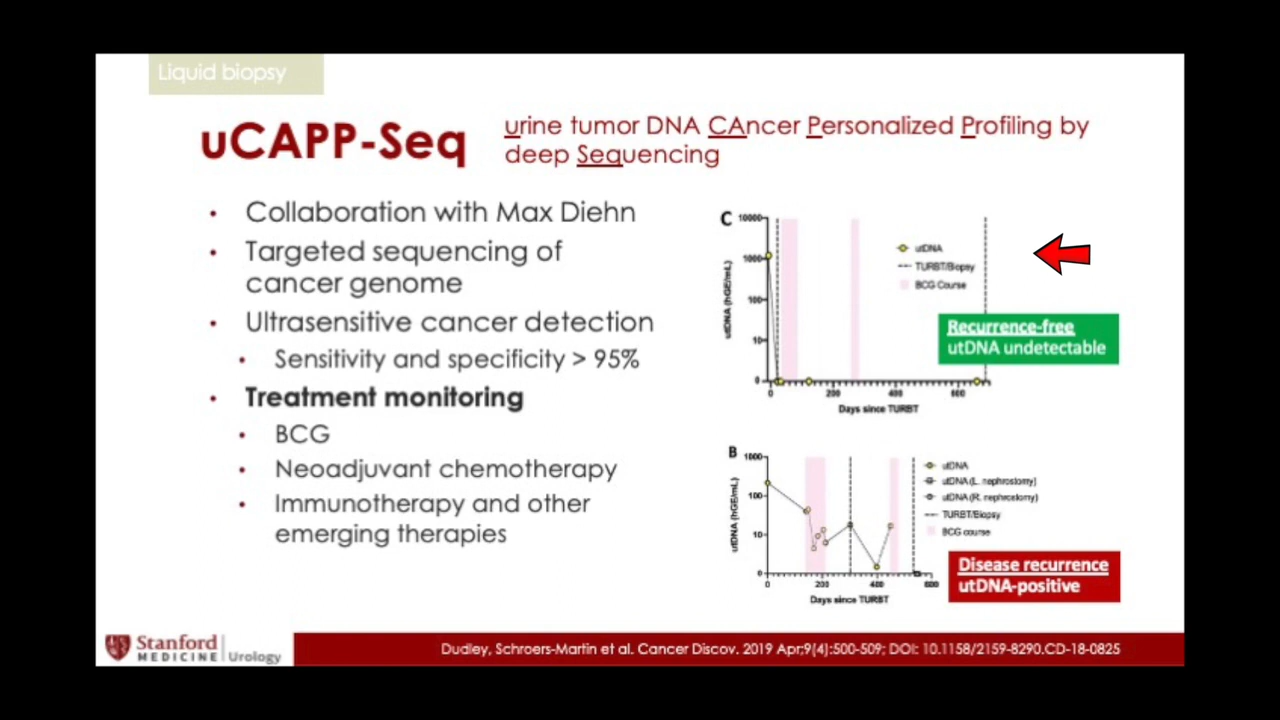 Liquid biopsy
uCAPP-Seq
urine tumor DNA CAncer Personalized Profiling by
deep Sequencing
• Collaboration with Max Diehn
• Targeted sequencing of
cancer genome
• Ultrasensitive cancer detection
• Sensitivity and specificity > 95%
• Treatment monitoring
• BCG
• Neoadjuvant chemotherapy
• Immunotherapy and other
emerging therapies
C
utDNA (hGE/mL)
10000
1000
100
10
0
0 200 400 600
Days since TURBT
utDNA
TURBT/Biopsy
BCG Course
Recurrence-free
utDNA undetectable
B
utDNA (hGE/mL)
1000
100
10
0
0 200 400 600
Days since TURBT
utDNA
utDNA (L. nephrostomy)
utDNA (R. nephrostomy)
TURBT/Biopsy
BCG course
Disease recurrence
utDNA-positive
Stanford
MEDICINE Urology
Dudley, Schroers-Martin et al. Cancer Discov. 2019 Apr;9(4):500-509; DOI: 10.1158/2159-8290.CD-18-0825